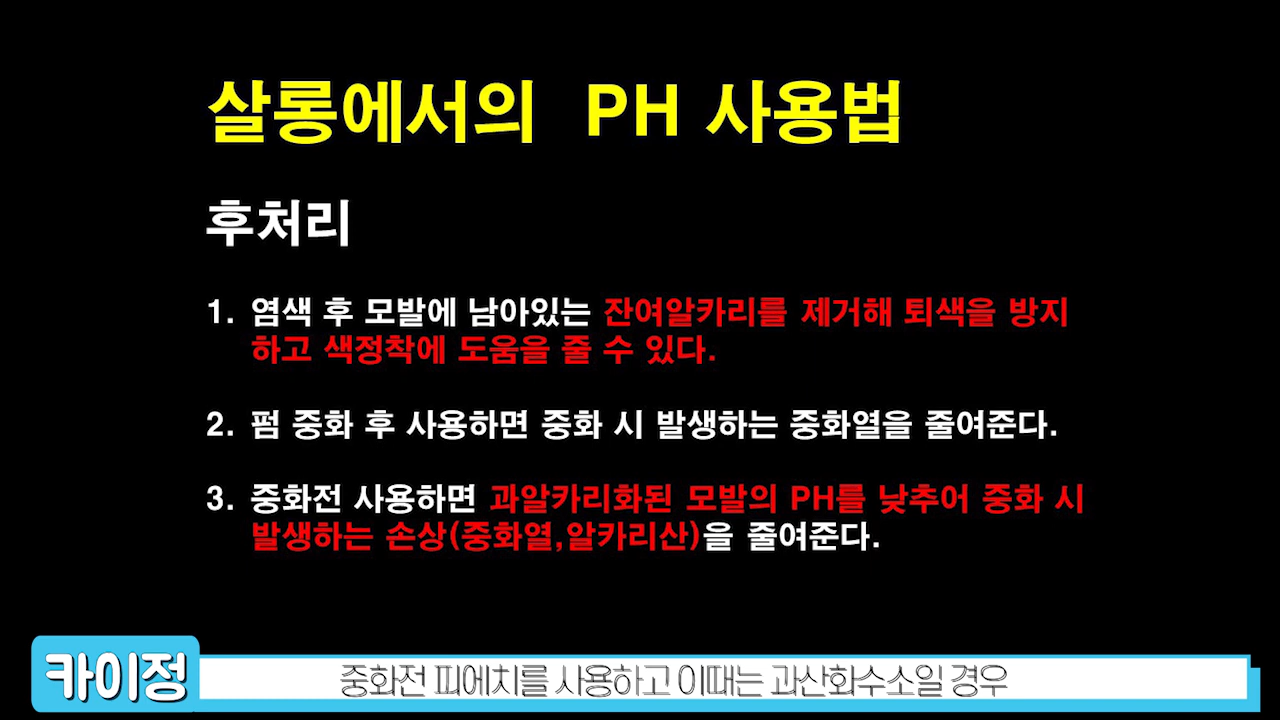 살롱에서의 PH 사용법
후처리
1. 염색 후 모발에 남아있는 잔여알카리를 제거해 퇴색을 방지
하고 색정착에 도움을 줄 수 있다.
2. 펌 중화 후 사용하면 중화 시 발생하는 중화열을 줄여준다.
3. 중화전 사용하면 과알카리화된 모발의 PH를 낮추어 중화 시
발생하는 손상(중화열,알카리산)을 줄여준다.
카이정
중화전 피에치를 사용하고 이때는 과산화수소일 경우